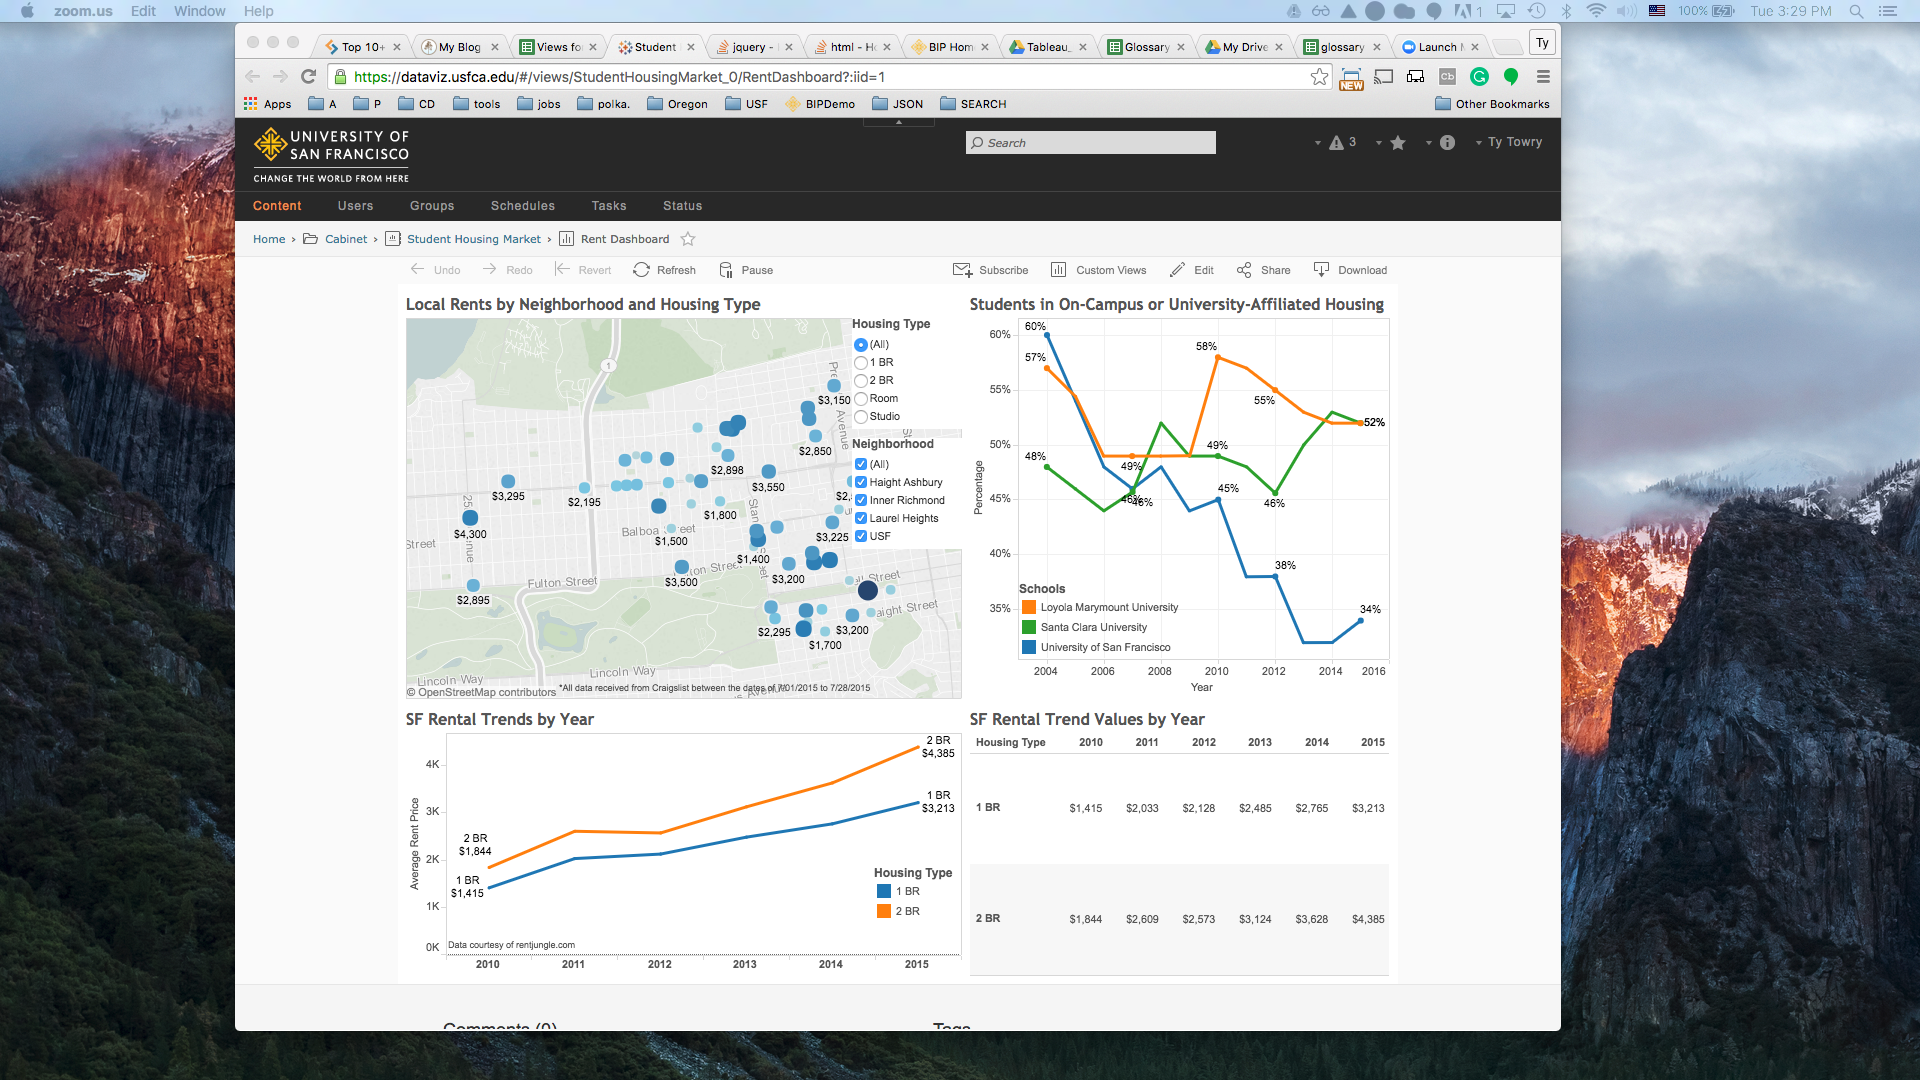 zoom.us Edit Window Help
1 100% Tue 3:29 PM
Top 10+ My Blog Views fo Student jquery - html - H BIP Hom Tableau_ Glossary My Drive glossary Launch Ty
https://dataviz.usfca.edu/#/views/StudentHousingMarket_0/RentDashboard?:iid=1
NEW
Cb
Apps A P CD tools jobs polka. Oregon USF BIPDemo JSON SEARCH Other Bookmarks
UNIVERSITY OF
SAN FRANCISCO
CHANGE THE WORLD FROM HERE
Search
3 Ty Towry
Content Users Groups Schedules Tasks Status
Home › Cabinet › Student Housing Market › Rent Dashboard
Undo Redo Revert Refresh Pause Subscribe Custom Views Edit Share Download
Local Rents by Neighborhood and Housing Type
1
$3,150
$2,850
$2,898
$3,550
$3,295
$2,195
$1,800
$4,300
Balboa Street
$1,500
$3,225
$1,400
Fulton Street
$3,500
$3,200
$2,895
$2,295
$3,200
$1,700
Lincoln Way
Lincoln Way
Avenue
© OpenStreetMap contributors
*All data received from Craigslist between the dates of 7/01/2015 to 7/28/2015
Housing Type
(All)
1 BR
2 BR
Room
Studio
Neighborhood
(All)
Haight Ashbury
Inner Richmond
Laurel Heights
USF
Students in On-Campus or University-Affiliated Housing
Percentage
60%
55%
50%
45%
40%
35%
60%
57%
48%
49%
46%
46%
58%
49%
45%
55%
46%
38%
52%
34%
Schools
Loyola Marymount University
Santa Clara University
University of San Francisco
2004 2006 2008 2010 2012 2014 2016
Year
SF Rental Trends by Year
Average Rent Price
4K
3K
2K
1K
0K
2 BR
$1,844
1 BR
$1,415
2 BR
$4,385
1 BR
$3,213
Housing Type
1 BR
2 BR
Data courtesy of rentjungle.com
2010 2011 2012 2013 2014 2015
SF Rental Trend Values by Year
Housing Type 2010 2011 2012 2013 2014 2015
1 BR $1,415 $2,033 $2,128 $2,485 $2,765 $3,213
2 BR $1,844 $2,609 $2,573 $3,124 $3,628 $4,385
Comments (0)
Tags